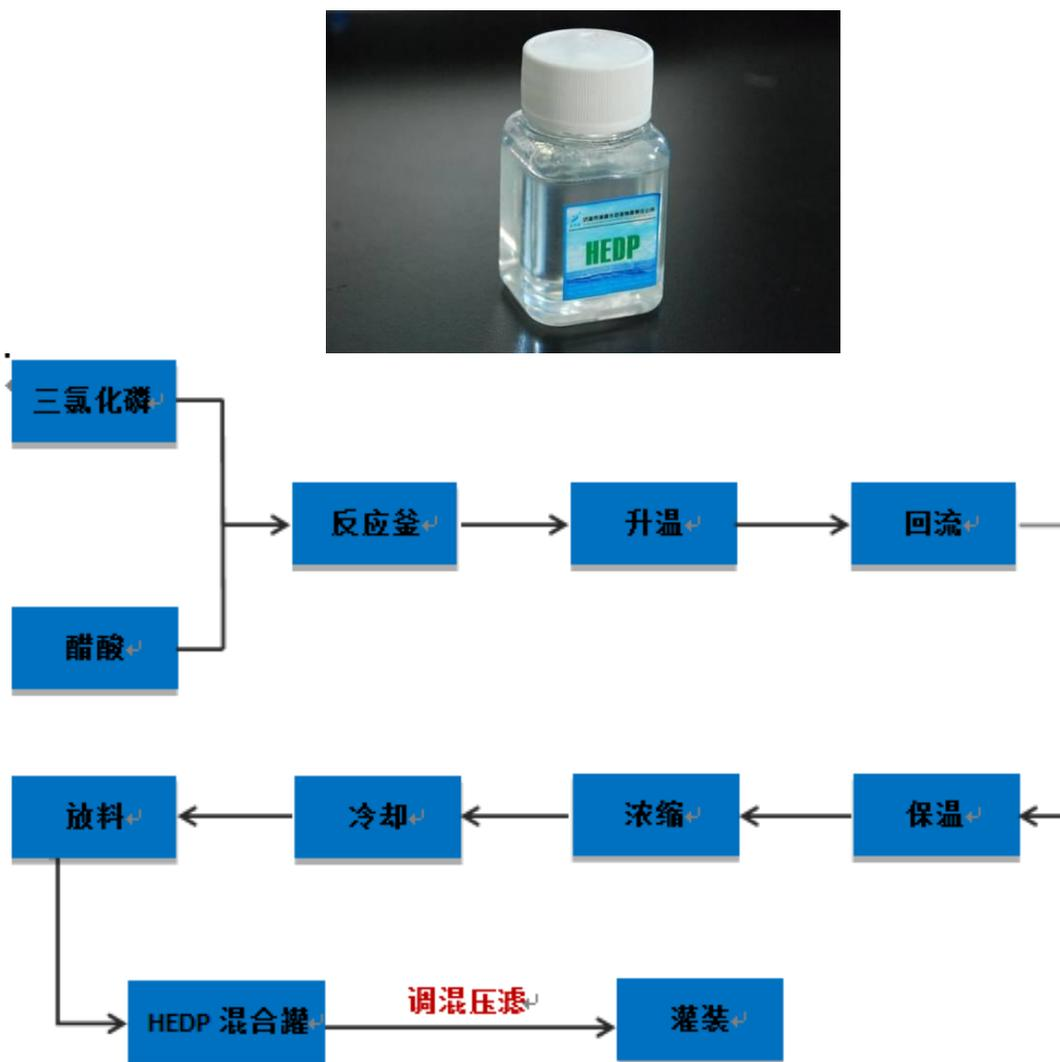 HEDP
三氯化磷
反应釜
升温
回流
醋酸
放料
冷却
浓缩
保温
HEDP 混合罐
调混压滤
灌装